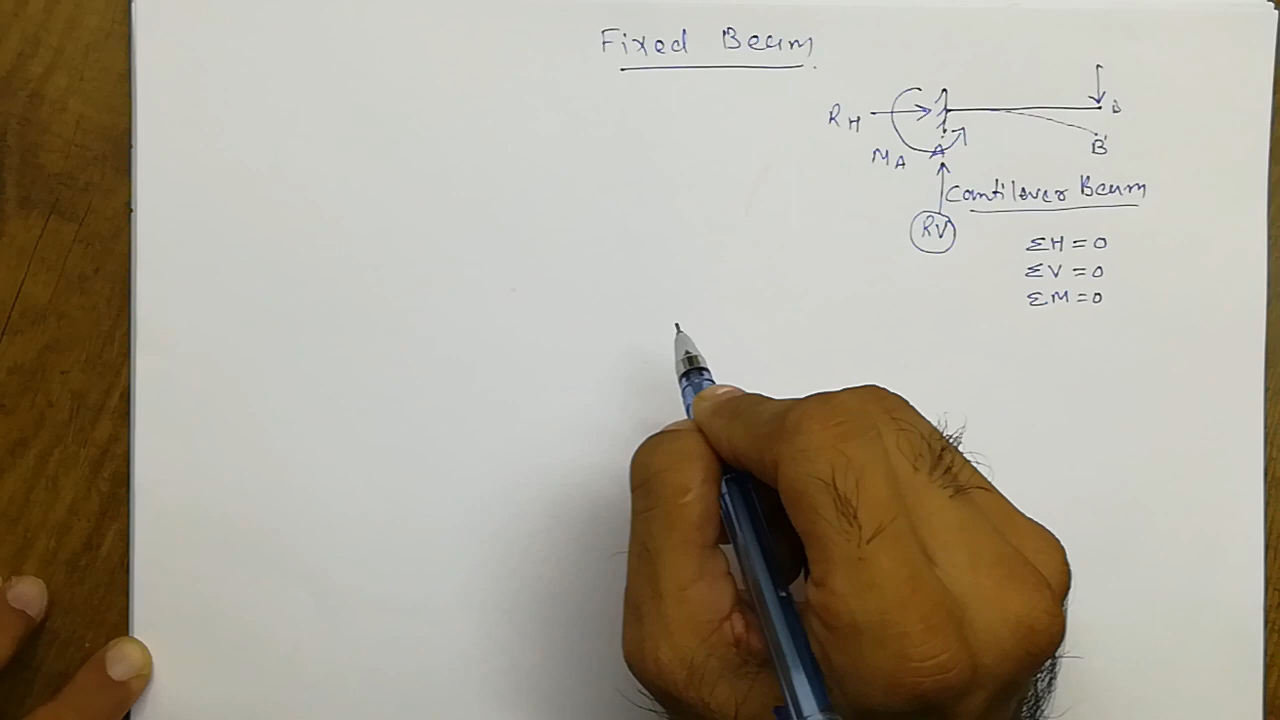 Fixed Beam
B
RH
MA
A
B'
Cantilever Beam
RV
ΣH = 0
ΣV = 0
ΣM = 0